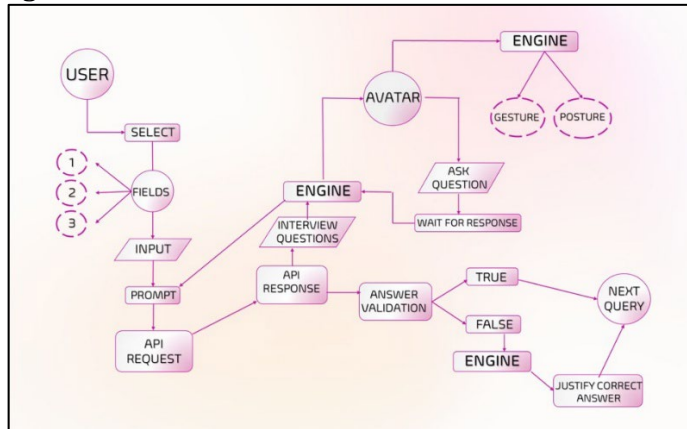 USER
SELECT
1
2
3
FIELDS
INPUT
PROMPT
API
REQUEST
ENGINE
INTERVIEW
QUESTIONS
API
RESPONSE
AVATAR
ENGINE
GESTURE
POSTURE
ASK
QUESTION
WAIT FOR RESPONSE
ANSWER
VALIDATION
TRUE
FALSE
ENGINE
JUSTIFY CORRECT
ANSWER
NEXT
QUERY